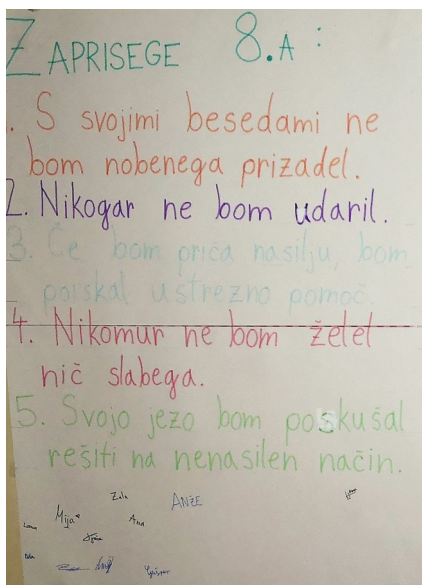 ZAPRISEGE 8.A :
1. S svojimi besedami ne
bom nobenega prizadel.
2. Nikogar ne bom udaril.
3. Če bom priča nasilju, bom
poiskal ustrezno pomoč.
4. Nikomur ne bom želel
nič slabega.
5. Svojo jezo bom poskušal
rešiti na nenasilen način.
Zala ANŽE
Mija Ana